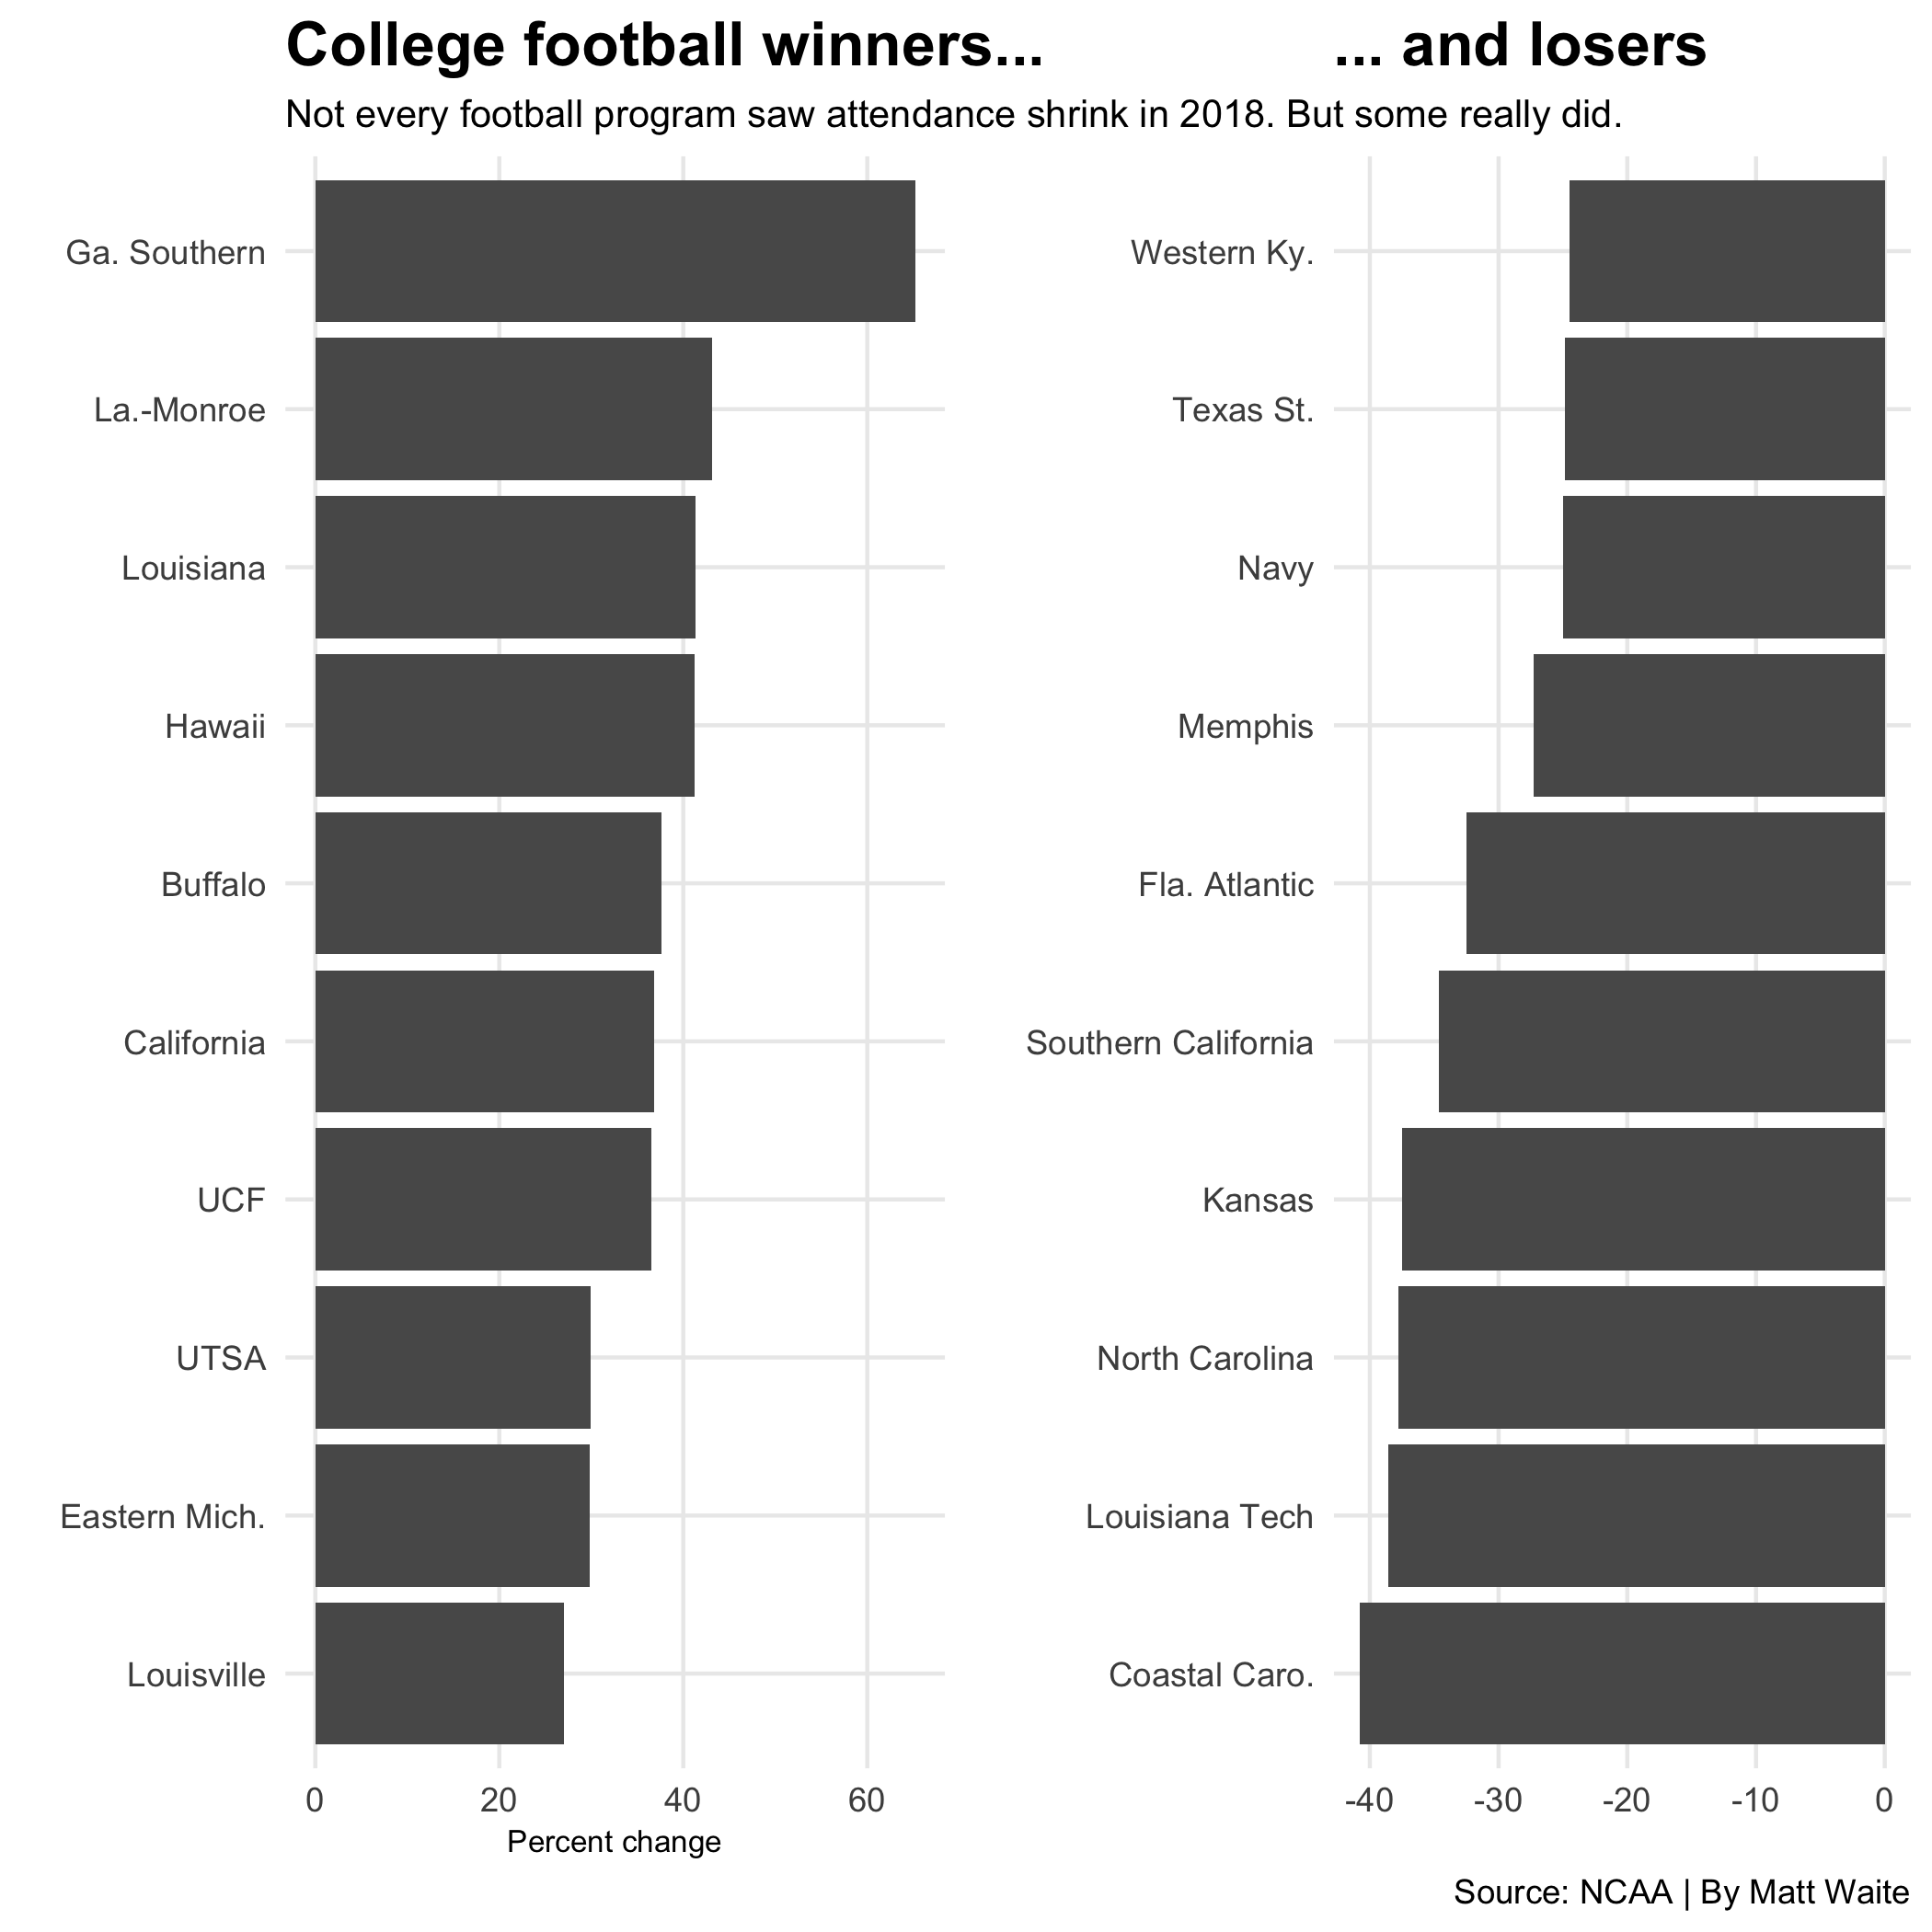 College football winners...
... and losers
Not every football program saw attendance shrink in 2018. But some really did.
Ga. Southern
La.-Monroe
Louisiana
Hawaii
Buffalo
California
UCF
UTSA
Eastern Mich.
Louisville
0 20 40 60
Percent change
Western Ky.
Texas St.
Navy
Memphis
Fla. Atlantic
Southern California
Kansas
North Carolina
Louisiana Tech
Coastal Caro.
-40 -30 -20 -10 0
Source: NCAA | By Matt Waite